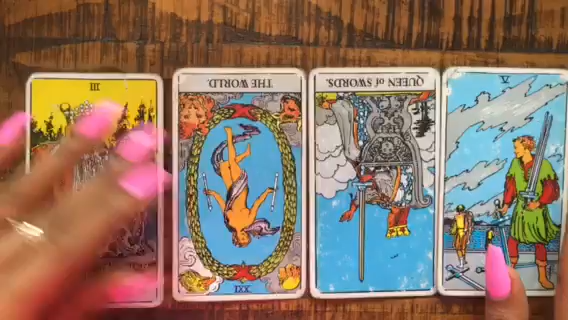 III
THE WORLD.
XXI
QUEEN of SWORDS.
V